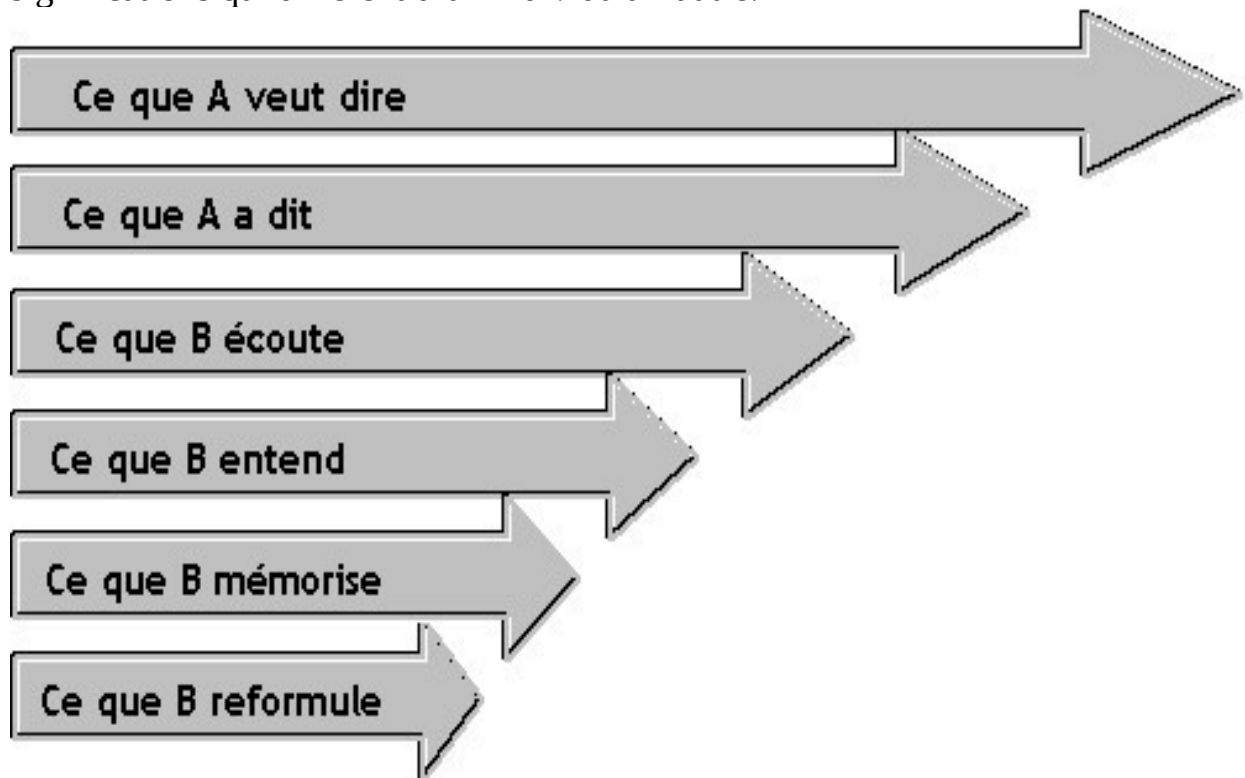 Ce que A veut dire
Ce que A a dit
Ce que B écoute
Ce que B entend
Ce que B mémorise
Ce que B reformule